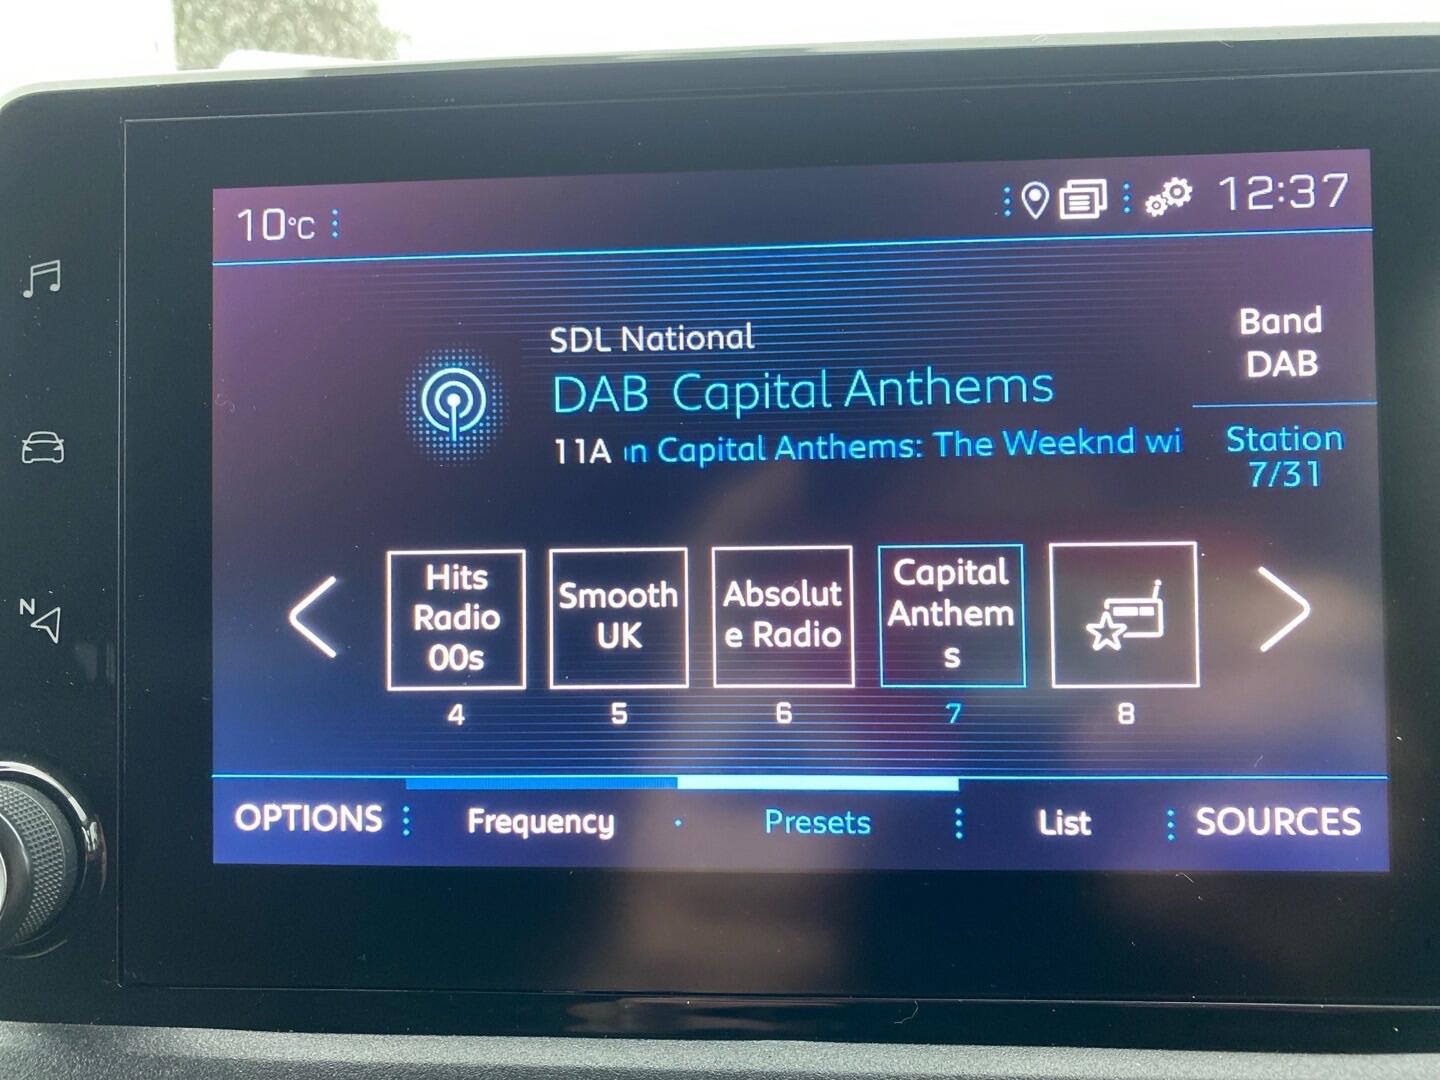 10°C
12:37
SDL National
DAB Capital Anthems
11A in Capital Anthems: The Weeknd wi
Band
DAB
Station
7/31
Hits
Radio
00s
4
Smooth
UK
5
Absolut
e Radio
6
Capital
Anthem
s
7
8
N
OPTIONS
Frequency
Presets
List
SOURCES